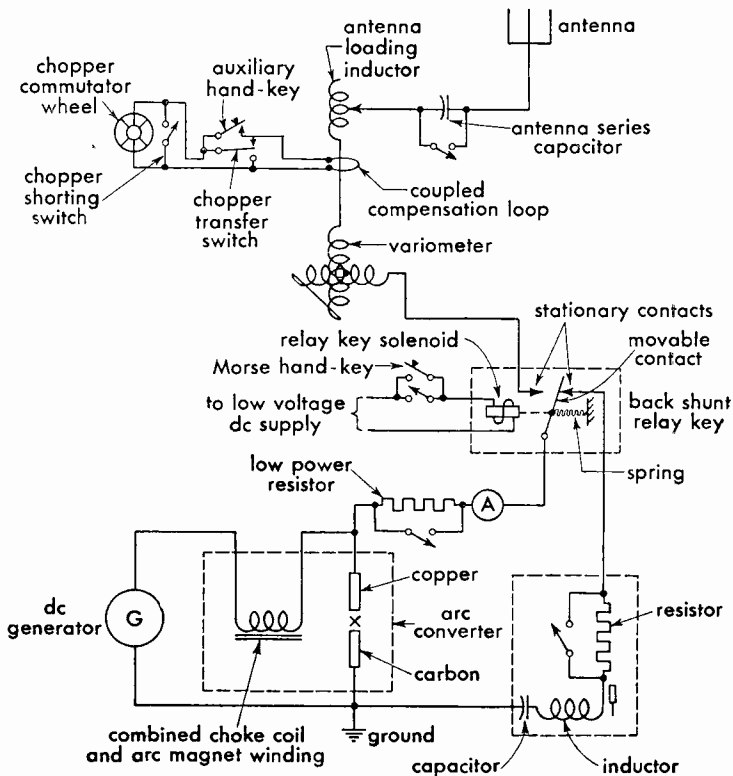 antenna
loading
inductor
antenna
chopper
commutator
wheel
auxiliary
hand-key
antenna series
capacitor
chopper
shorting
switch
chopper
transfer
switch
coupled
compensation loop
variometer
stationary contacts
relay key solenoid
movable
contact
Morse hand-key
to low voltage
dc supply
back shunt
relay key
spring
low power
resistor
A
copper
dc
generator
G
arc
converter
resistor
carbon
combined choke coil
and arc magnet winding
ground
capacitor
inductor